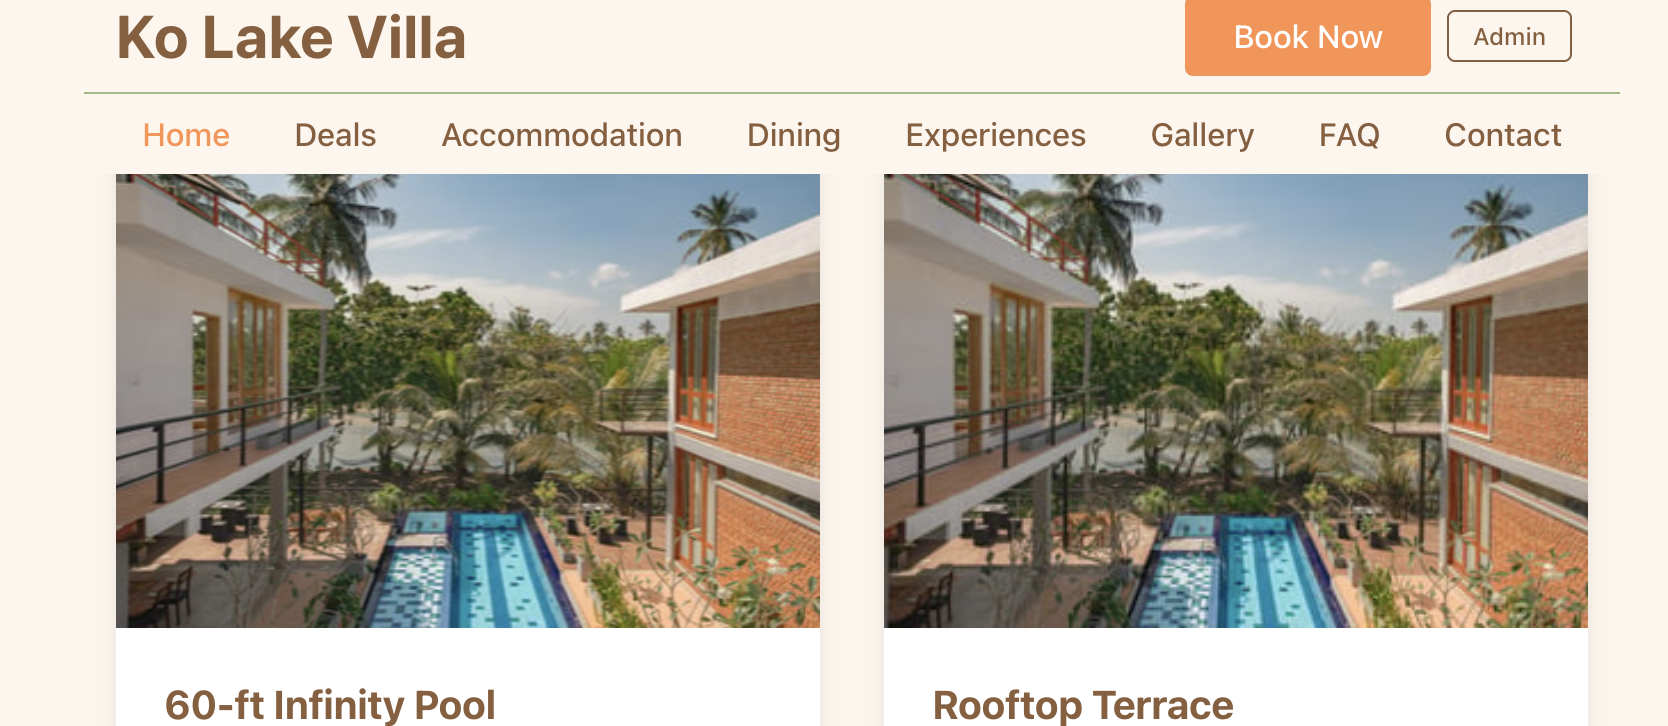 Ko Lake Villa
Book Now
Admin
Home Deals Accommodation Dining Experiences Gallery FAQ Contact
60-ft Infinity Pool
Rooftop Terrace